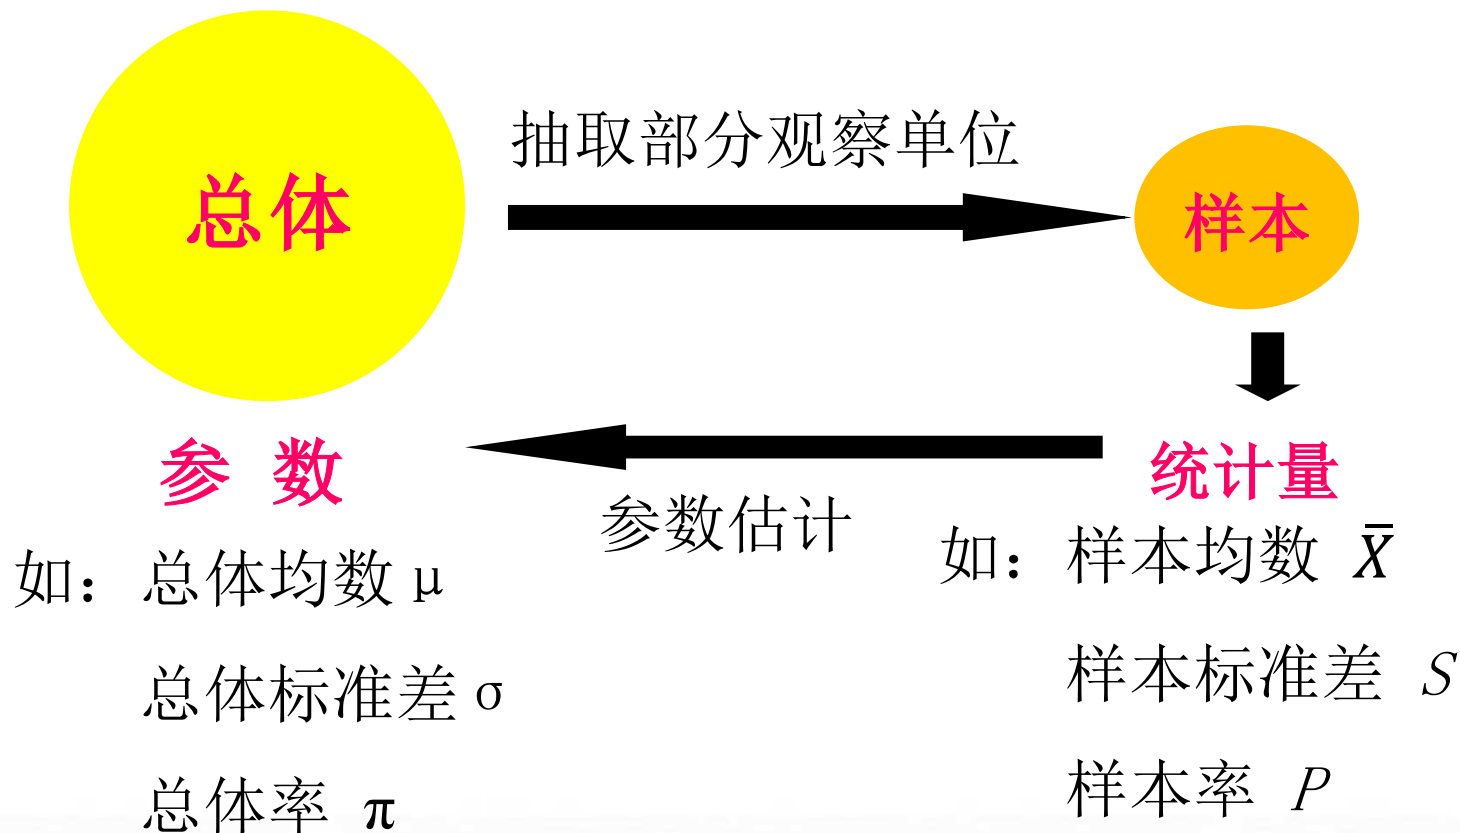 总体
抽取部分观察单位
样本
参 数
统计量
参数估计
如：总体均数 μ
总体标准差 σ
总体率 π
如：样本均数 X̄
样本标准差 S
样本率 P